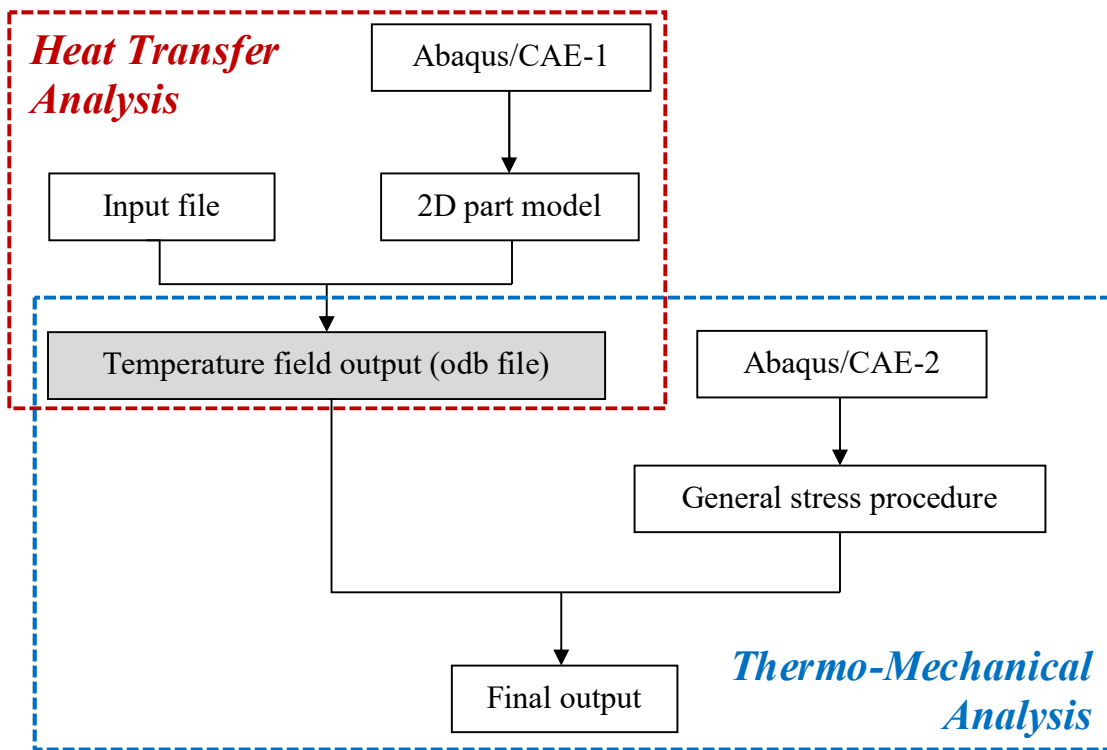 Heat Transfer
Analysis
Abaqus/CAE-1
Input file
2D part model
Temperature field output (odb file)
Abaqus/CAE-2
General stress procedure
Final output
Thermo-Mechanical
Analysis